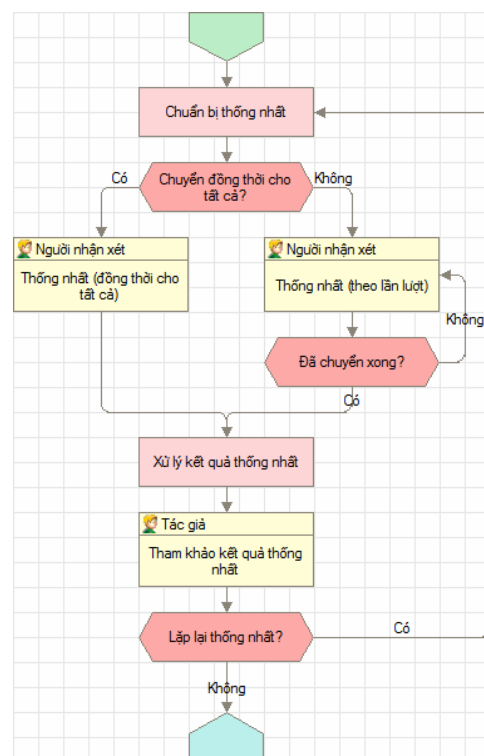 Chuẩn bị thống nhất
Chuyển đồng thời cho
tất cả?
Có
Không
Người nhận xét
Thống nhất (đồng thời cho
tất cả)
Người nhận xét
Thống nhất (theo lần lượt)
Không
Đã chuyển xong?
Có
Xử lý kết quả thống nhất
Tác giả
Tham khảo kết quả thống
nhất
Lặp lại thống nhất?
Có
Không